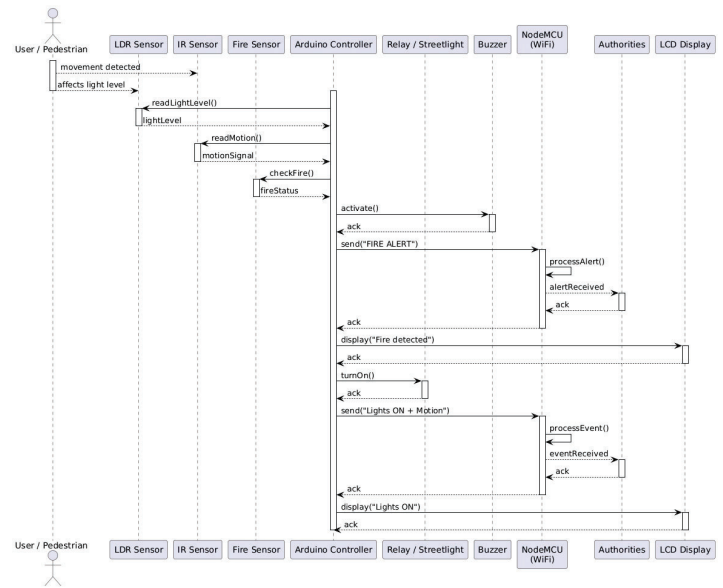 User / Pedestrian
LDR Sensor
IR Sensor
Fire Sensor
Arduino Controller
Relay / Streetlight
Buzzer
NodeMCU
(WiFi)
Authorities
LCD Display
movement detected
affects light level
readLightLevel()
lightLevel
readMotion()
motionSignal
checkFire()
fireStatus
activate()
ack
send("FIRE ALERT")
processAlert()
alertReceived
ack
ack
display("Fire detected")
ack
turnOn()
ack
send("Lights ON + Motion")
processEvent()
eventReceived
ack
ack
display("Lights ON")
ack
User / Pedestrian
LDR Sensor
IR Sensor
Fire Sensor
Arduino Controller
Relay / Streetlight
Buzzer
NodeMCU
(WiFi)
Authorities
LCD Display